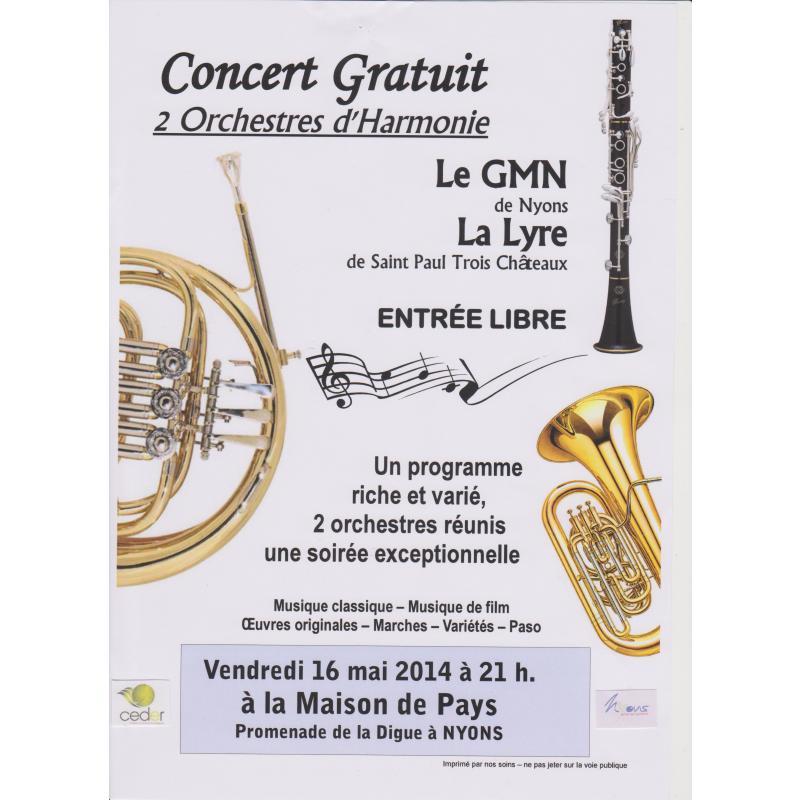 Concert Gratuit
2 Orchestres d'Harmonie
Le GMN
de Nyons
La Lyre
de Saint Paul Trois Châteaux
ENTRÉE LIBRE
Un programme
riche et varié,
2 orchestres réunis
une soirée exceptionnelle
Musique classique – Musique de film
Œuvres originales – Marches – Variétés – Paso
Vendredi 16 mai 2014 à 21 h.
à la Maison de Pays
Promenade de la Digue à NYONS
ceder
Nyons
Imprimé par nos soins – ne pas jeter sur la voie publique